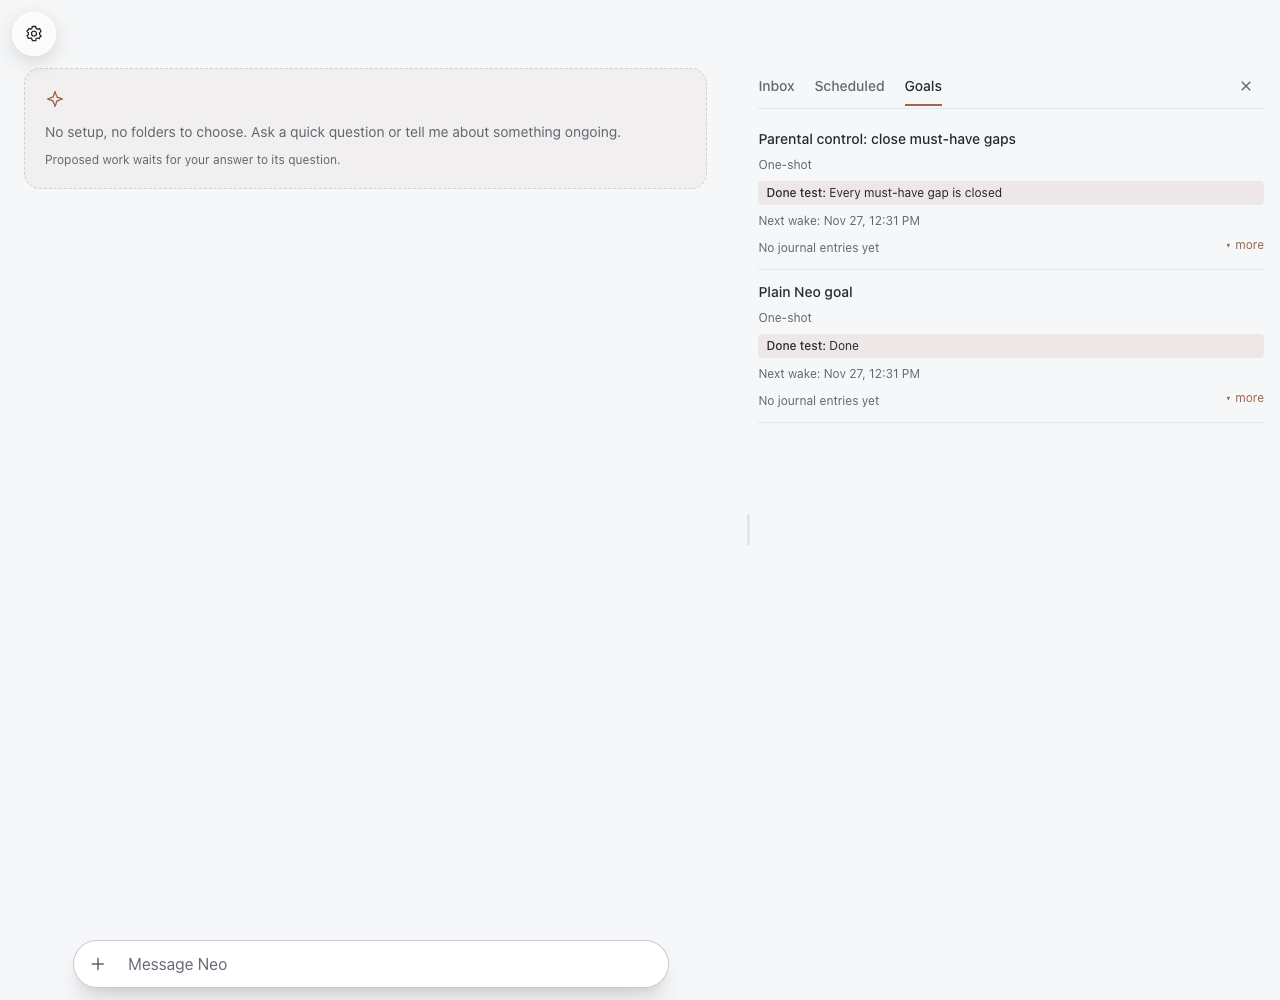 No setup, no folders to choose. Ask a quick question or tell me about something ongoing.
Proposed work waits for your answer to its question.
Inbox Scheduled Goals
Parental control: close must-have gaps
One-shot
Done test: Every must-have gap is closed
Next wake: Nov 27, 12:31 PM
No journal entries yet
more
Plain Neo goal
One-shot
Done test: Done
Next wake: Nov 27, 12:31 PM
No journal entries yet
more
Message Neo